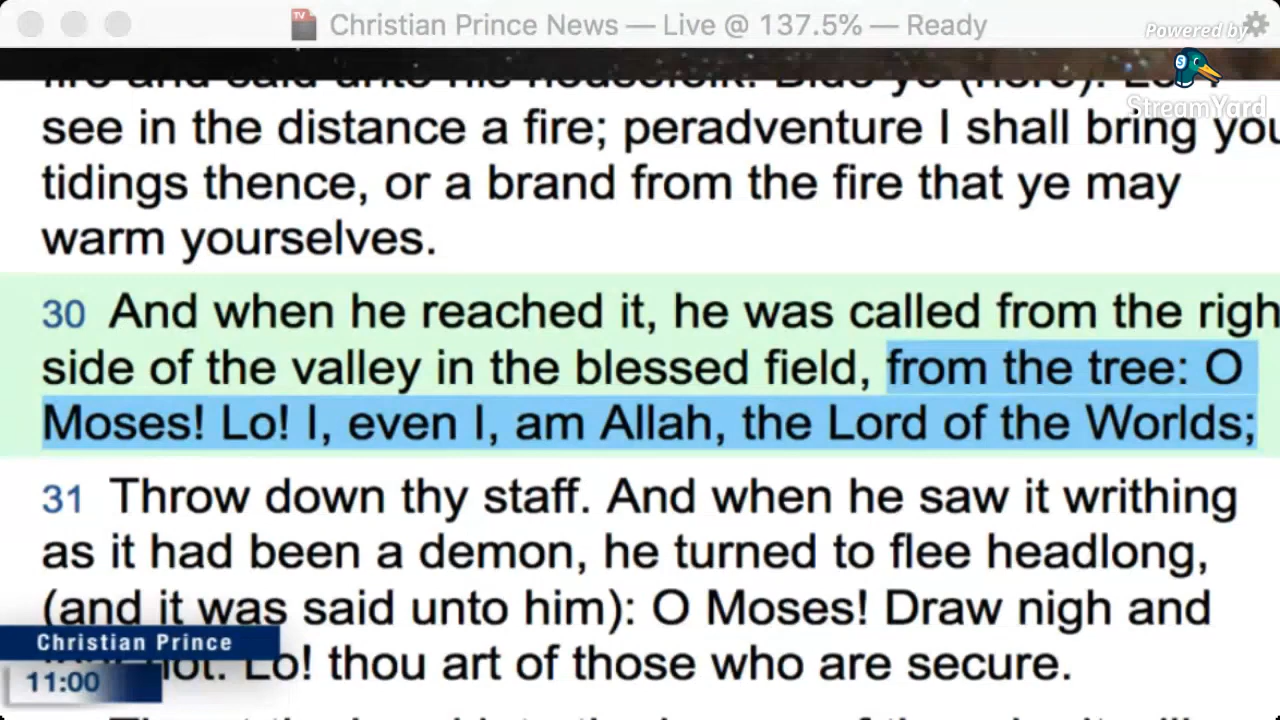 Christian Prince News — Live @ 137.5% — Ready
Powered by
StreamYard
see in the distance a fire; peradventure I shall bring you
tidings thence, or a brand from the fire that ye may
warm yourselves.
30 And when he reached it, he was called from the righ
side of the valley in the blessed field, from the tree: O
Moses! Lo! I, even I, am Allah, the Lord of the Worlds;
31 Throw down thy staff. And when he saw it writhing
as it had been a demon, he turned to flee headlong,
(and it was said unto him): O Moses! Draw nigh and
not. Lo! thou art of those who are secure.
Christian Prince
11:00